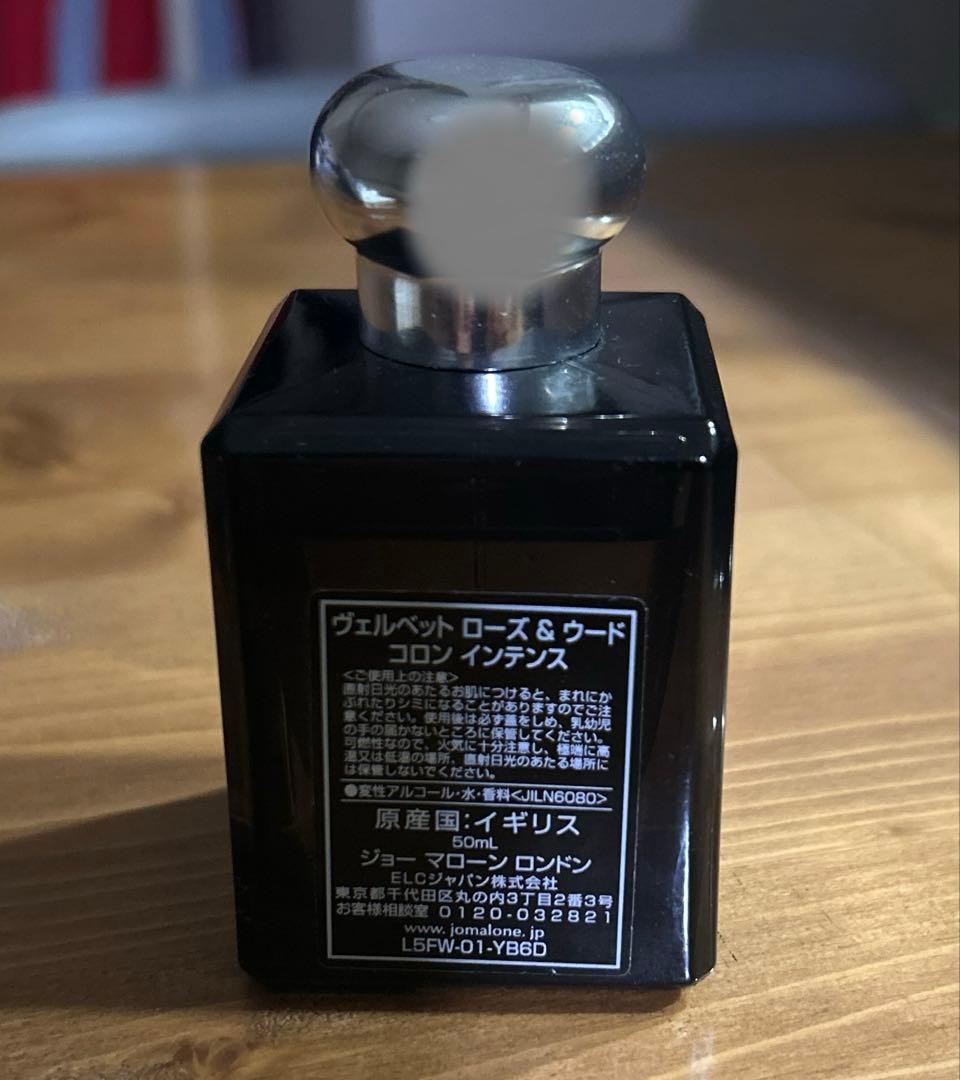 ヴェルベット ローズ & ウード
コロン インテンス
<ご使用上の注意>
直射日光のあたるお肌につけると、まれにか
ぶれたりシミになることがありますのでご注
意ください。使用後は必ず蓋をしめ、乳幼児
の手の届かないところに保管してください。
可燃性なので、火気に十分注意し、極端に高
温又は低温の場所、直射日光のあたる場所に
は保管しないでください。
●変性アルコール・水・香料<JILN6080>
原産国:イギリス
50mL
ジョー マローン ロンドン
ELCジャパン株式会社
東京都千代田区丸の内3丁目2番3号
お客様相談室 0120-032821
www.jomalone.jp
L5FW-01-YB6D